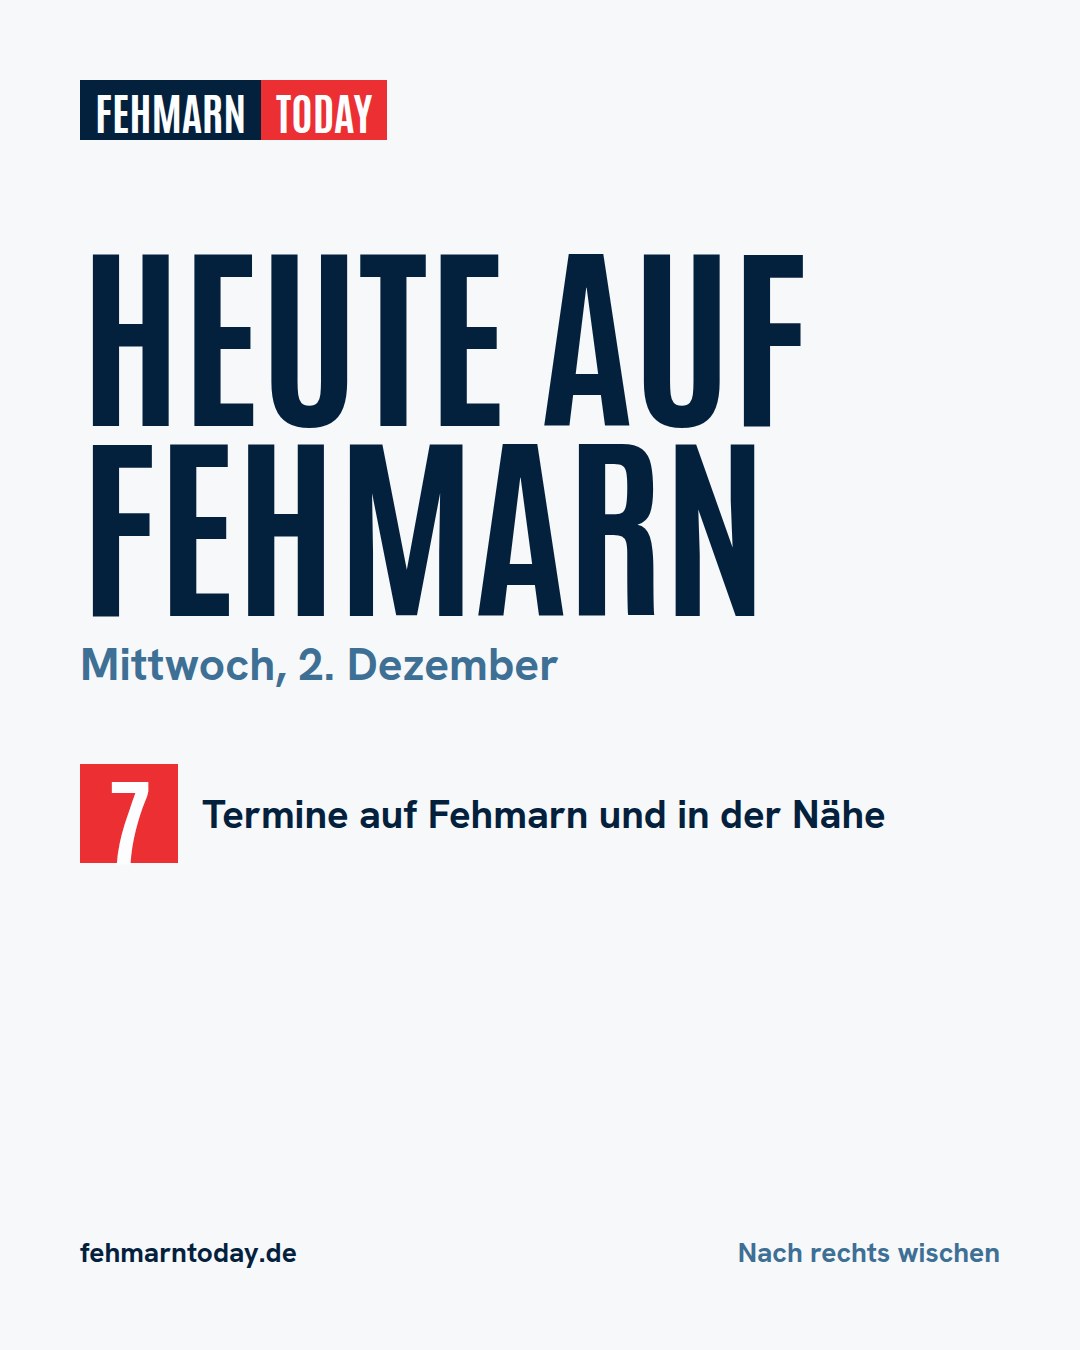 FEHMARN TODAY
HEUTE AUF
FEHMARN
Mittwoch, 2. Dezember
7 Termine auf Fehmarn und in der Nähe
fehmarntoday.de
Nach rechts wischen